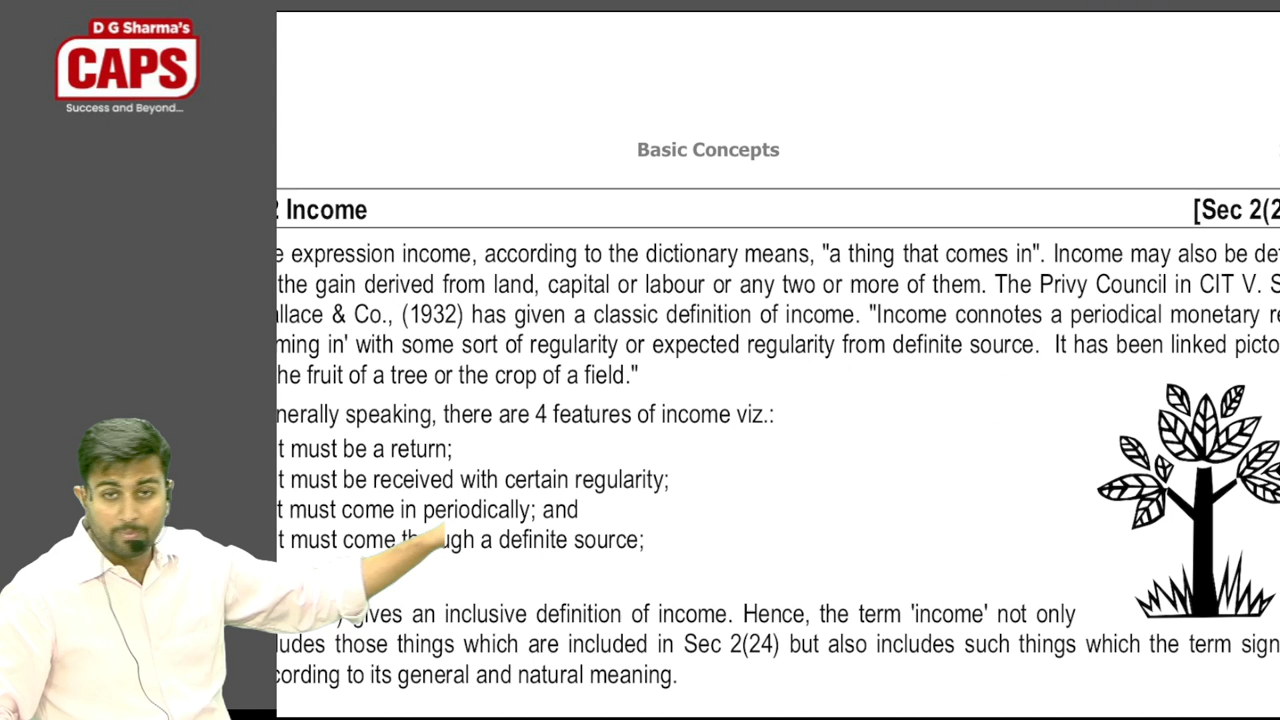 D G Sharma's
CAPS
Success and Beyond...
Basic Concepts
Income [Sec 2(2
expression income, according to the dictionary means, "a thing that comes in". Income may also be de
the gain derived from land, capital or labour or any two or more of them. The Privy Council in CIT V. S
llace & Co., (1932) has given a classic definition of income. "Income connotes a periodical monetary re
ming in' with some sort of regularity or expected regularity from definite source. It has been linked picto
he fruit of a tree or the crop of a field."
nerally speaking, there are 4 features of income viz.:
t must be a return;
t must be received with certain regularity;
t must come in periodically; and
t must come through a definite source;
gives an inclusive definition of income. Hence, the term 'income' not only
ludes those things which are included in Sec 2(24) but also includes such things which the term sign
cording to its general and natural meaning.